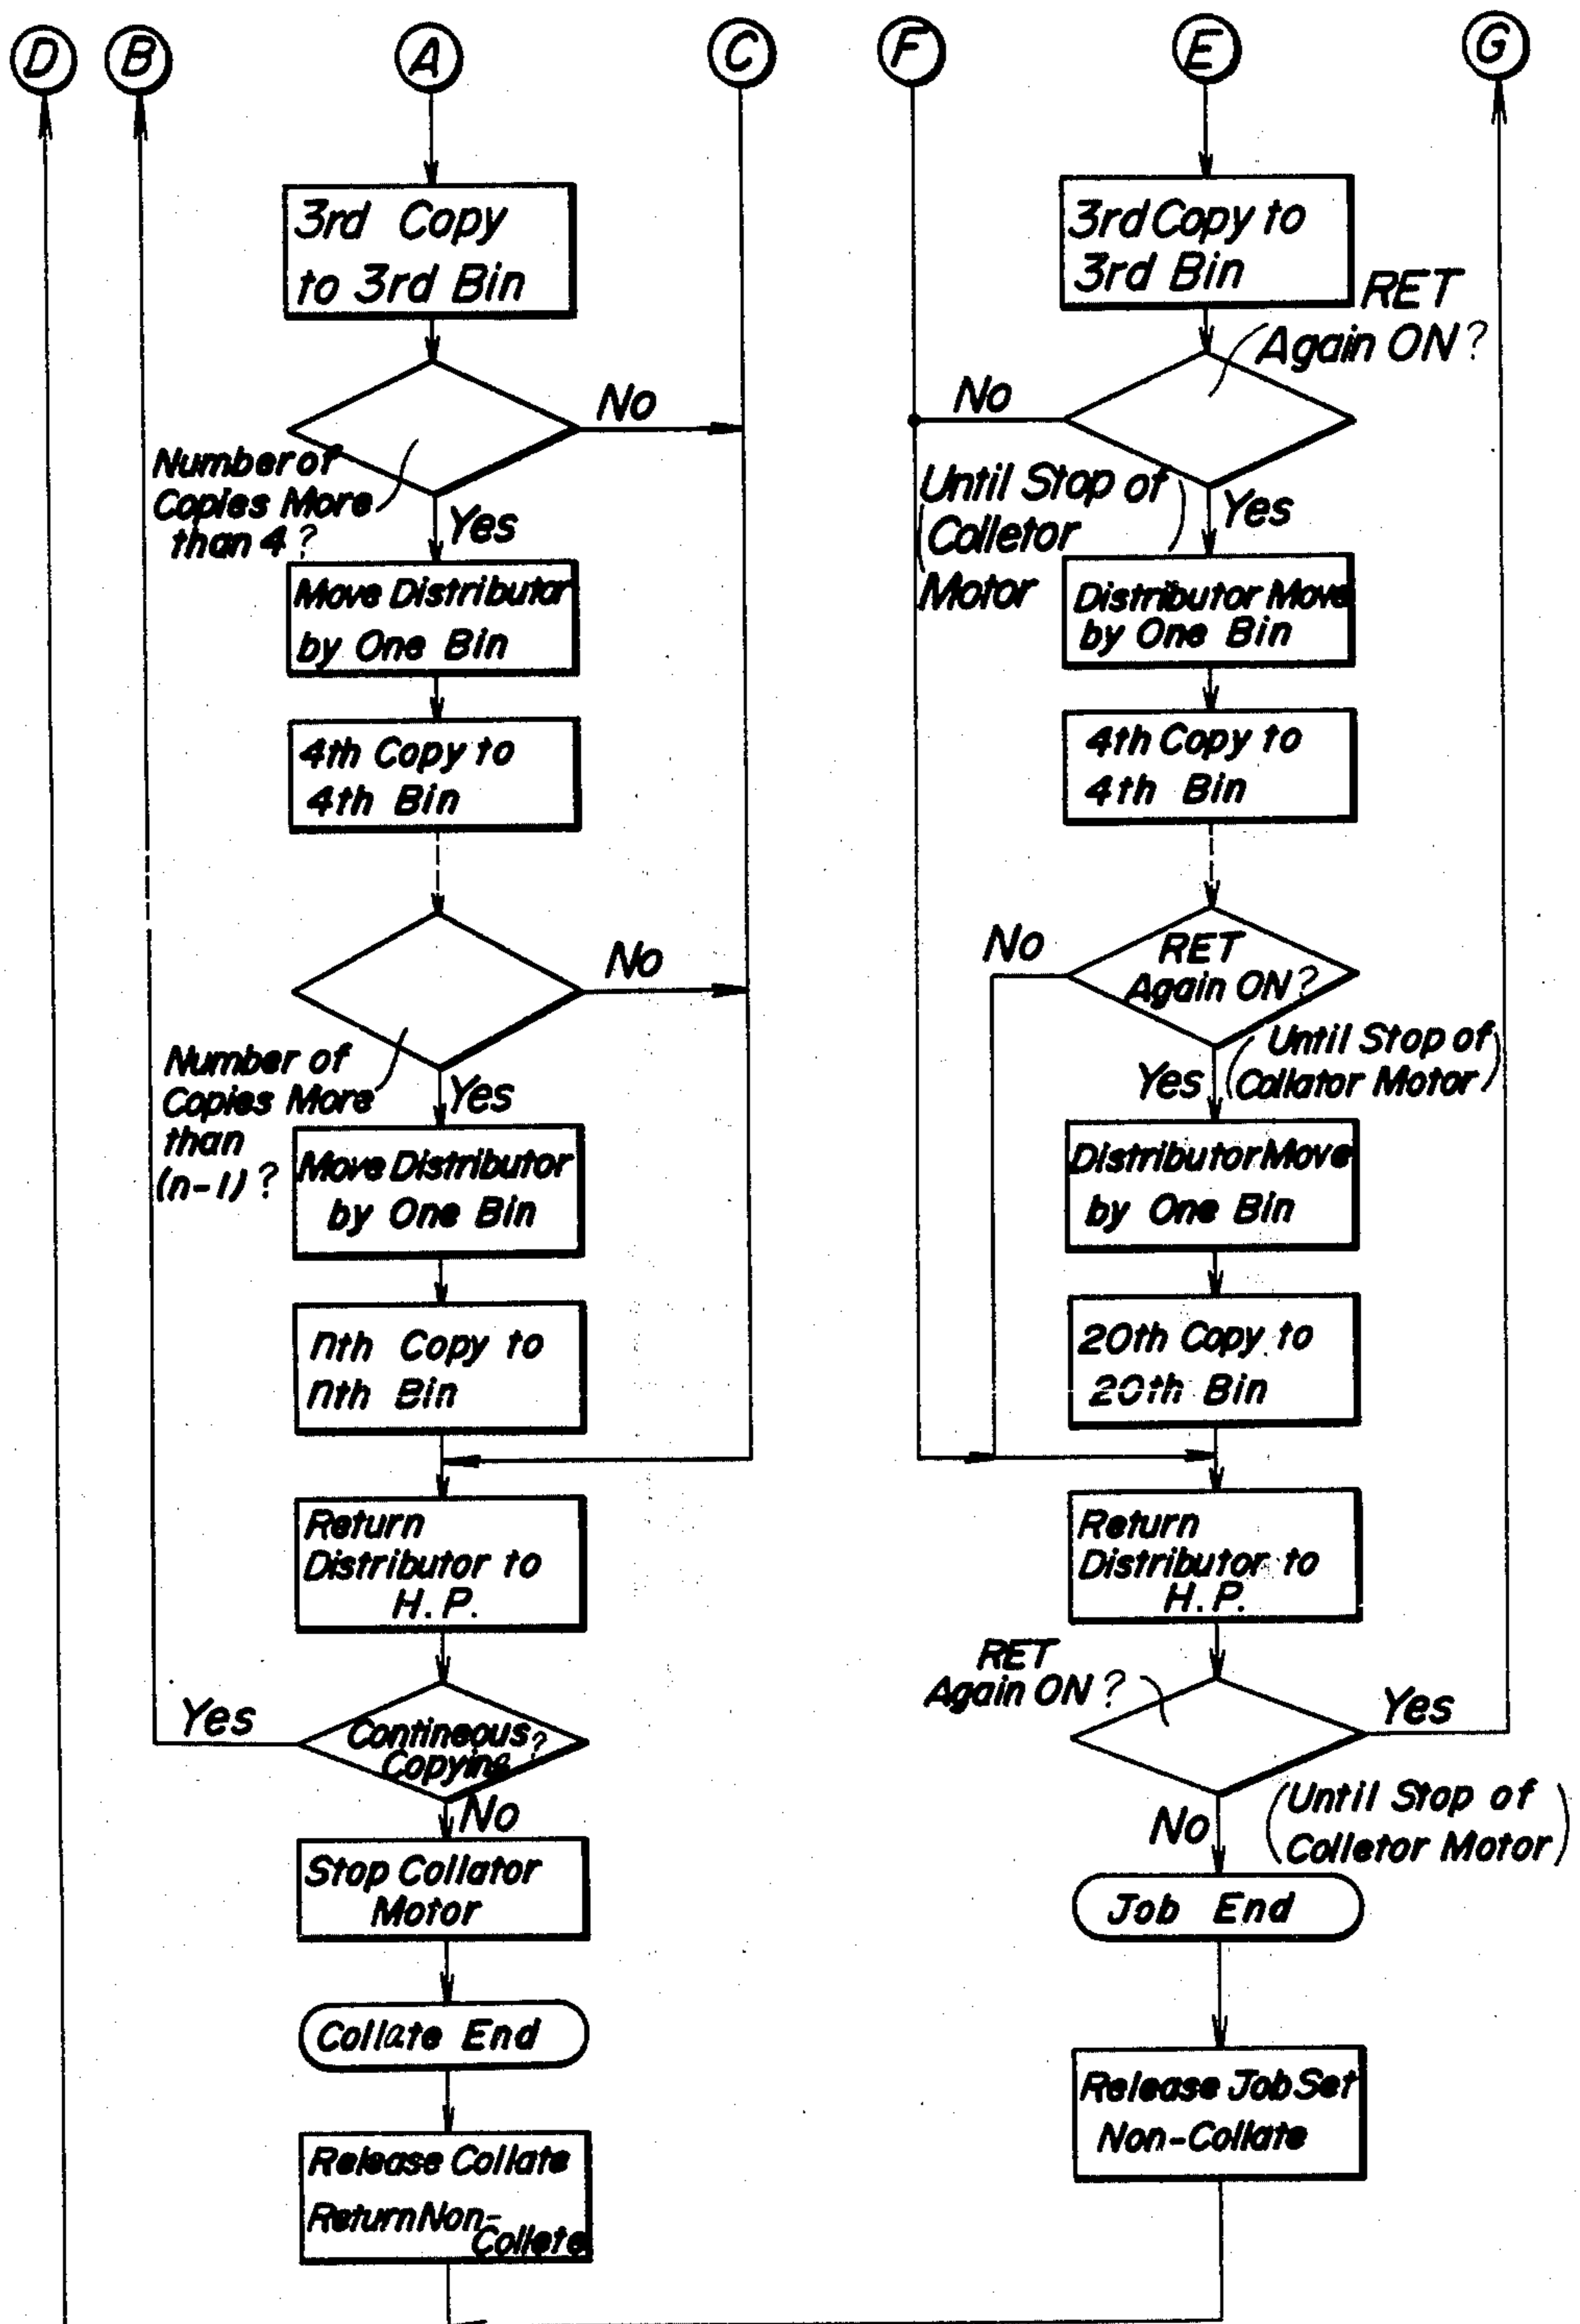 D B A C F E G
3rd Copy
to 3rd Bin
No
Number of
Copies More
than 4?
Yes
Move Distributor
by One Bin
4th Copy to
4th Bin
No
Number of
Copies More
than
(n-1)?
Yes
Move Distributor
by One Bin
nth Copy to
nth Bin
Return
Distributor to
H.P.
Yes
Contineous
Copying?
No
Stop Collator
Motor
Collate End
Release Collate
Return Non-
Collete
3rd Copy to
3rd Bin
RET
Again ON?
No
(Until Stop of
Colletor
Motor)
Yes
Distributor Move
by One Bin
4th Copy to
4th Bin
No
RET
Again ON?
Yes
(Until Stop of
Collator Motor)
Distributor Move
by One Bin
20th Copy to
20th Bin
Return
Distributor to
H.P.
RET
Again ON?
Yes
No
(Until Stop of
Colletor Motor)
Job End
Release Job Set
Non-Collate